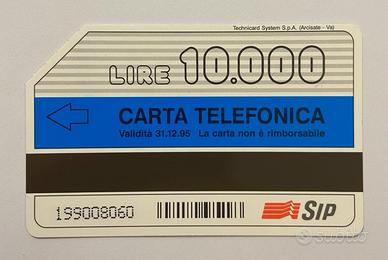 Technicard System S.p.A. (Arcisate - Va)
LIRE 10.000
CARTA TELEFONICA
Validità 31.12.95 La carta non è rimborsabile
199008060
SIP
subito